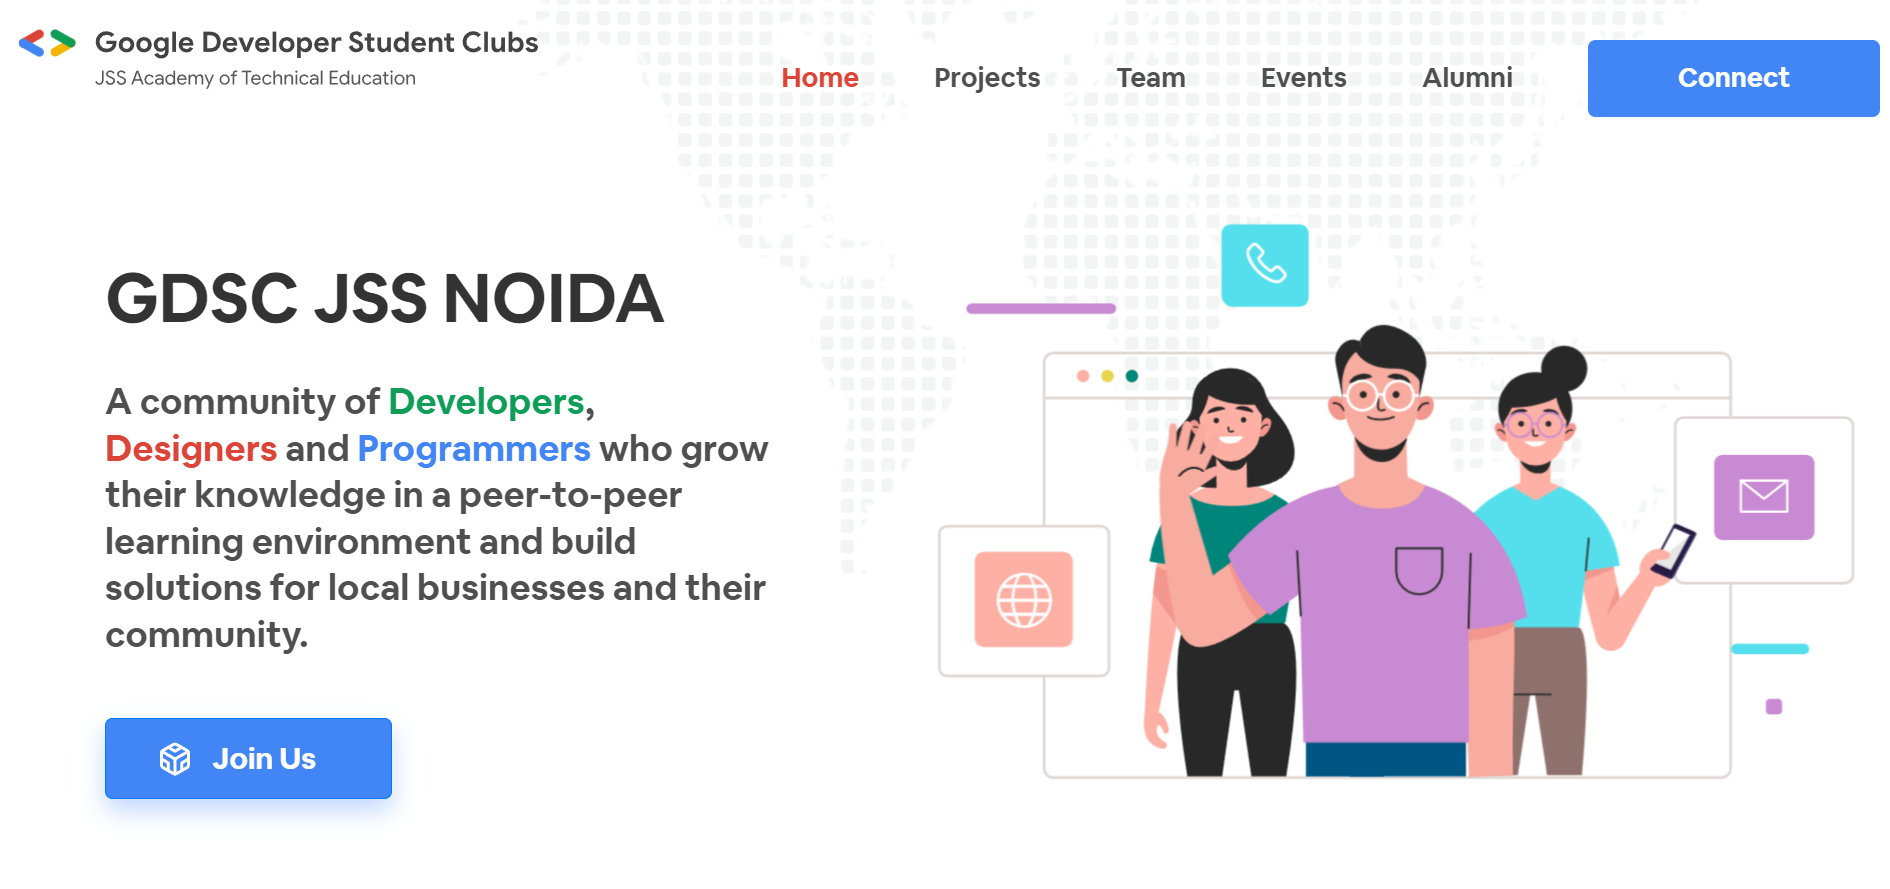 Google Developer Student Clubs
JSS Academy of Technical Education
Home Projects Team Events Alumni Connect
GDSC JSS NOIDA
A community of Developers,
Designers and Programmers who grow
their knowledge in a peer-to-peer
learning environment and build
solutions for local businesses and their
community.
Join Us